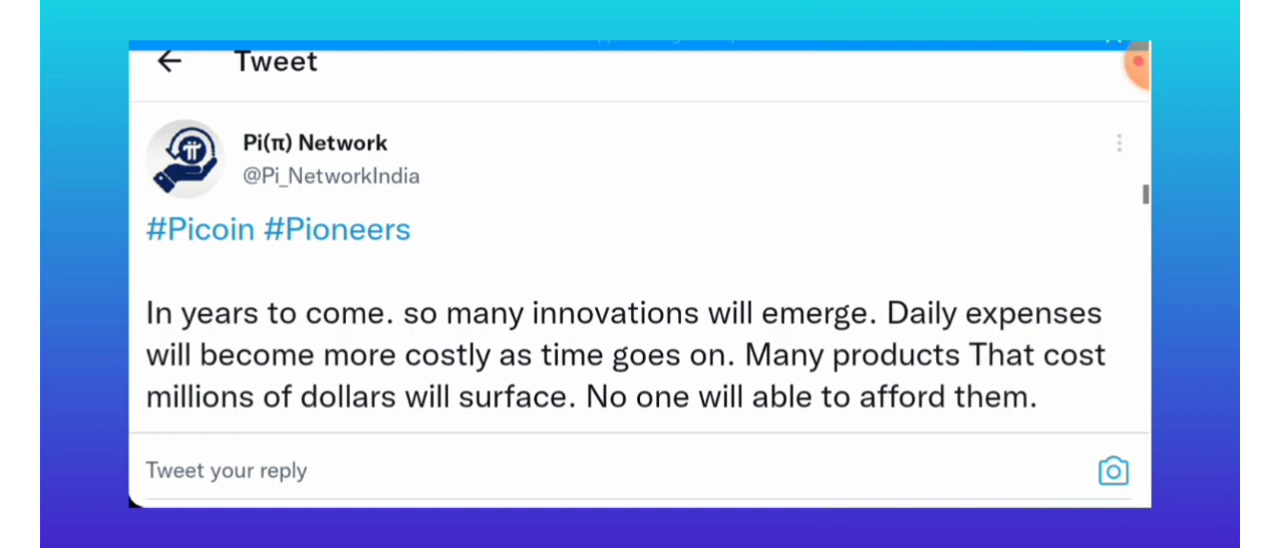 Tweet
Pi(π) Network
@Pi_NetworkIndia
#Picoin #Pioneers
In years to come. so many innovations will emerge. Daily expenses
will become more costly as time goes on. Many products That cost
millions of dollars will surface. No one will able to afford them.
Tweet your reply